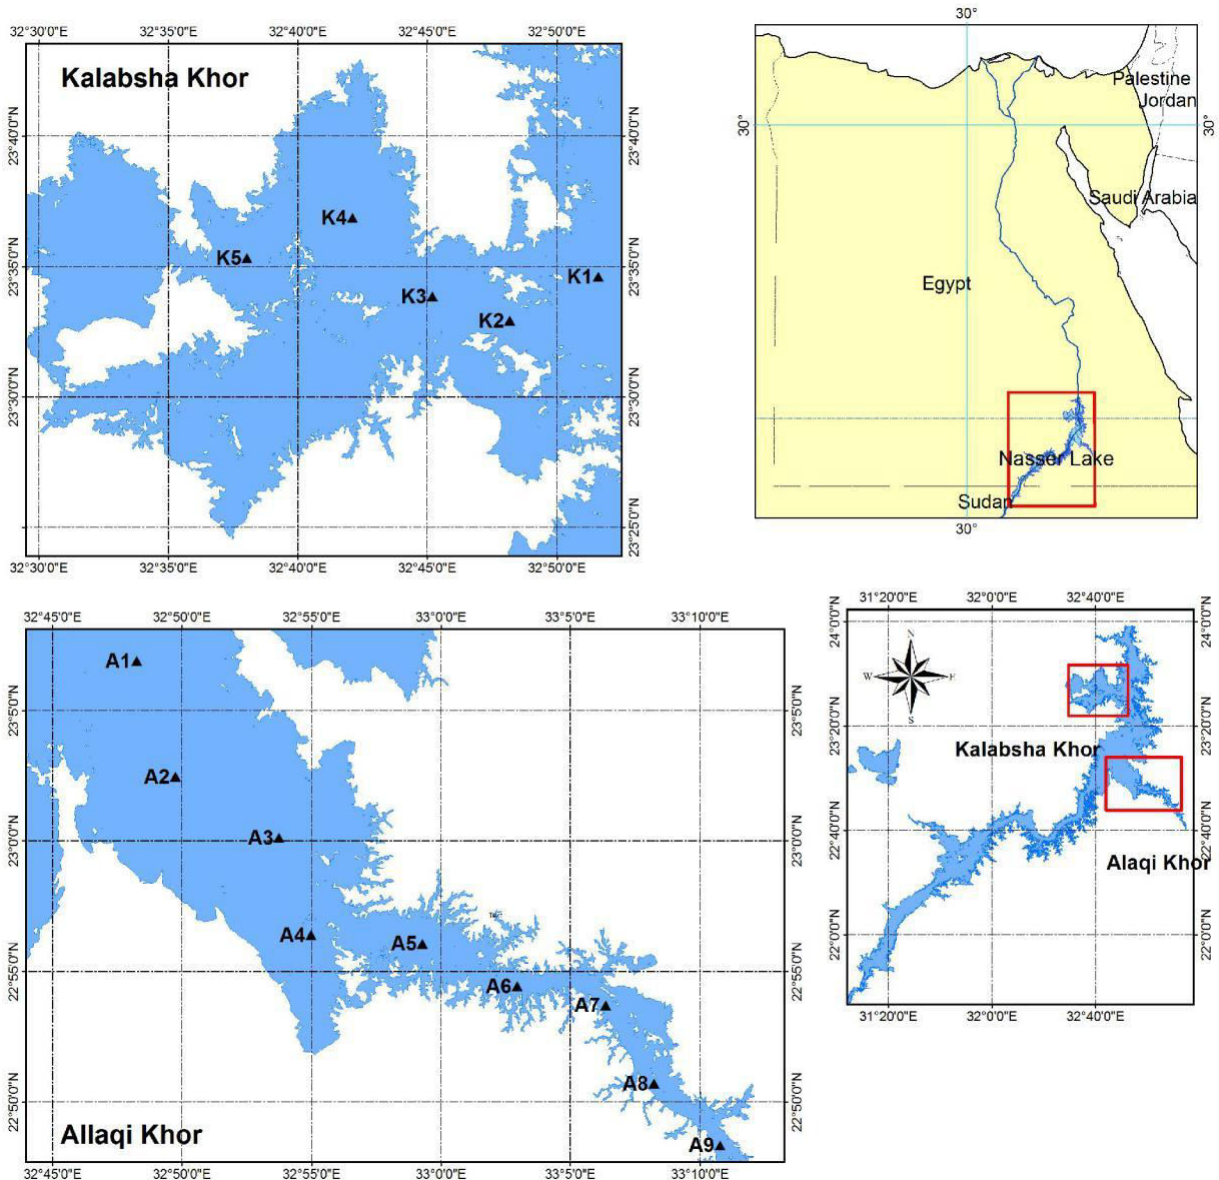 32°30'0"E 32°35'0"E 32°40'0"E 32°45'0"E 32°50'0"E
Kalabsha Khor
23°40'0"N
23°40'0"N
K4
K5
23°35'0"N
23°35'0"N
K1
K3
K2
23°30'0"N
23°30'0"N
23°25'0"N
23°25'0"N
32°30'0"E 32°35'0"E 32°40'0"E 32°45'0"E 32°50'0"E
30°
Palestine
Jordan
30°
30°
Saudi Arabia
Egypt
Nasser Lake
Sudan
30°
32°45'0"E 32°50'0"E 32°55'0"E 33°0'0"E 33°5'0"E 33°10'0"E
A1
23°5'0"N
23°5'0"N
A2
A3
23°0'0"N
23°0'0"N
A4
A5
22°55'0"N
22°55'0"N
A6
A7
A8
22°50'0"N
22°50'0"N
Allaqi Khor
A9
32°45'0"E 32°50'0"E 32°55'0"E 33°0'0"E 33°5'0"E 33°10'0"E
31°20'0"E 32°0'0"E 32°40'0"E
24°0'0"N
24°0'0"N
N
W E
S
23°20'0"N
23°20'0"N
Kalabsha Khor
22°40'0"N
22°40'0"N
Alaqi Khor
22°0'0"N
22°0'0"N
31°20'0"E 32°0'0"E 32°40'0"E